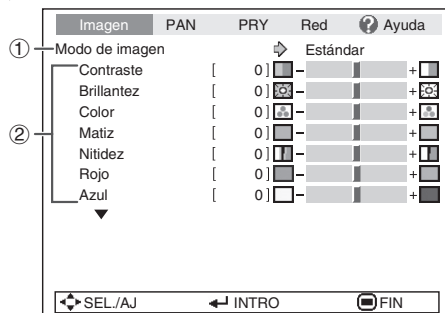 Imagen PAN PRY Red ? Ayuda
① Modo de imagen Estándar
② Contraste [ 0 ] – +
Brillantez [ 0 ] – +
Color [ 0 ] – +
Matiz [ 0 ] – +
Nitidez [ 0 ] – +
Rojo [ 0 ] – +
Azul [ 0 ] – +
SEL./AJ INTRO FIN